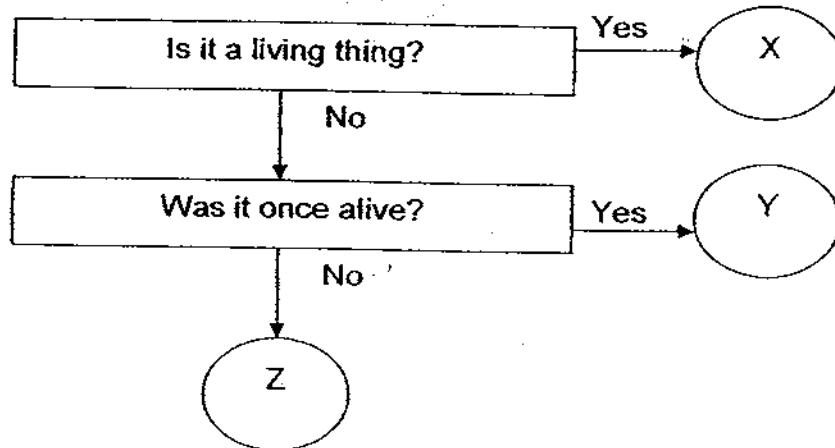 Is it a living thing?
Yes
X
No
Was it once alive?
Yes
Y
No
Z